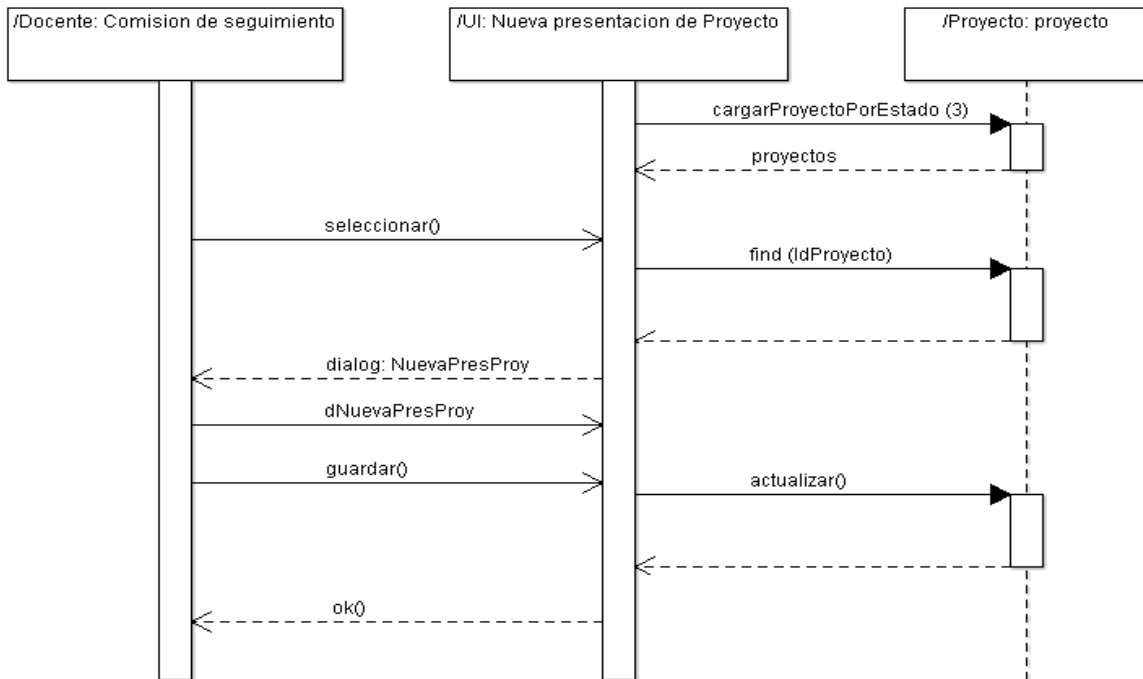 /Docente: Comision de seguimiento
/UI: Nueva presentacion de Proyecto
/Proyecto: proyecto
cargarProyectoPorEstado (3)
proyectos
seleccionar()
find (IdProyecto)
dialog: NuevaPresProy
dNuevaPresProy
guardar()
actualizar()
ok()